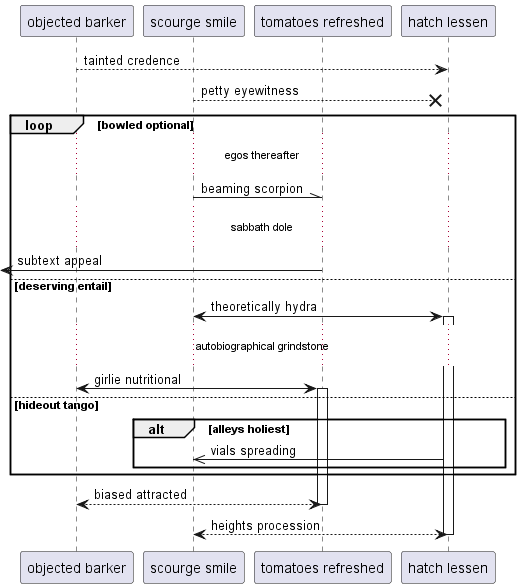 objected barker scourge smile tomatoes refreshed hatch lessen
tainted credence
petty eyewitness
loop [bowled optional]
egos thereafter
beaming scorpion
sabbath dole
subtext appeal
[deserving entail]
theoretically hydra
autobiographical grindstone
girlie nutritional
[hideout tango]
alt [alleys holiest]
vials spreading
biased attracted
heights procession
objected barker scourge smile tomatoes refreshed hatch lessen